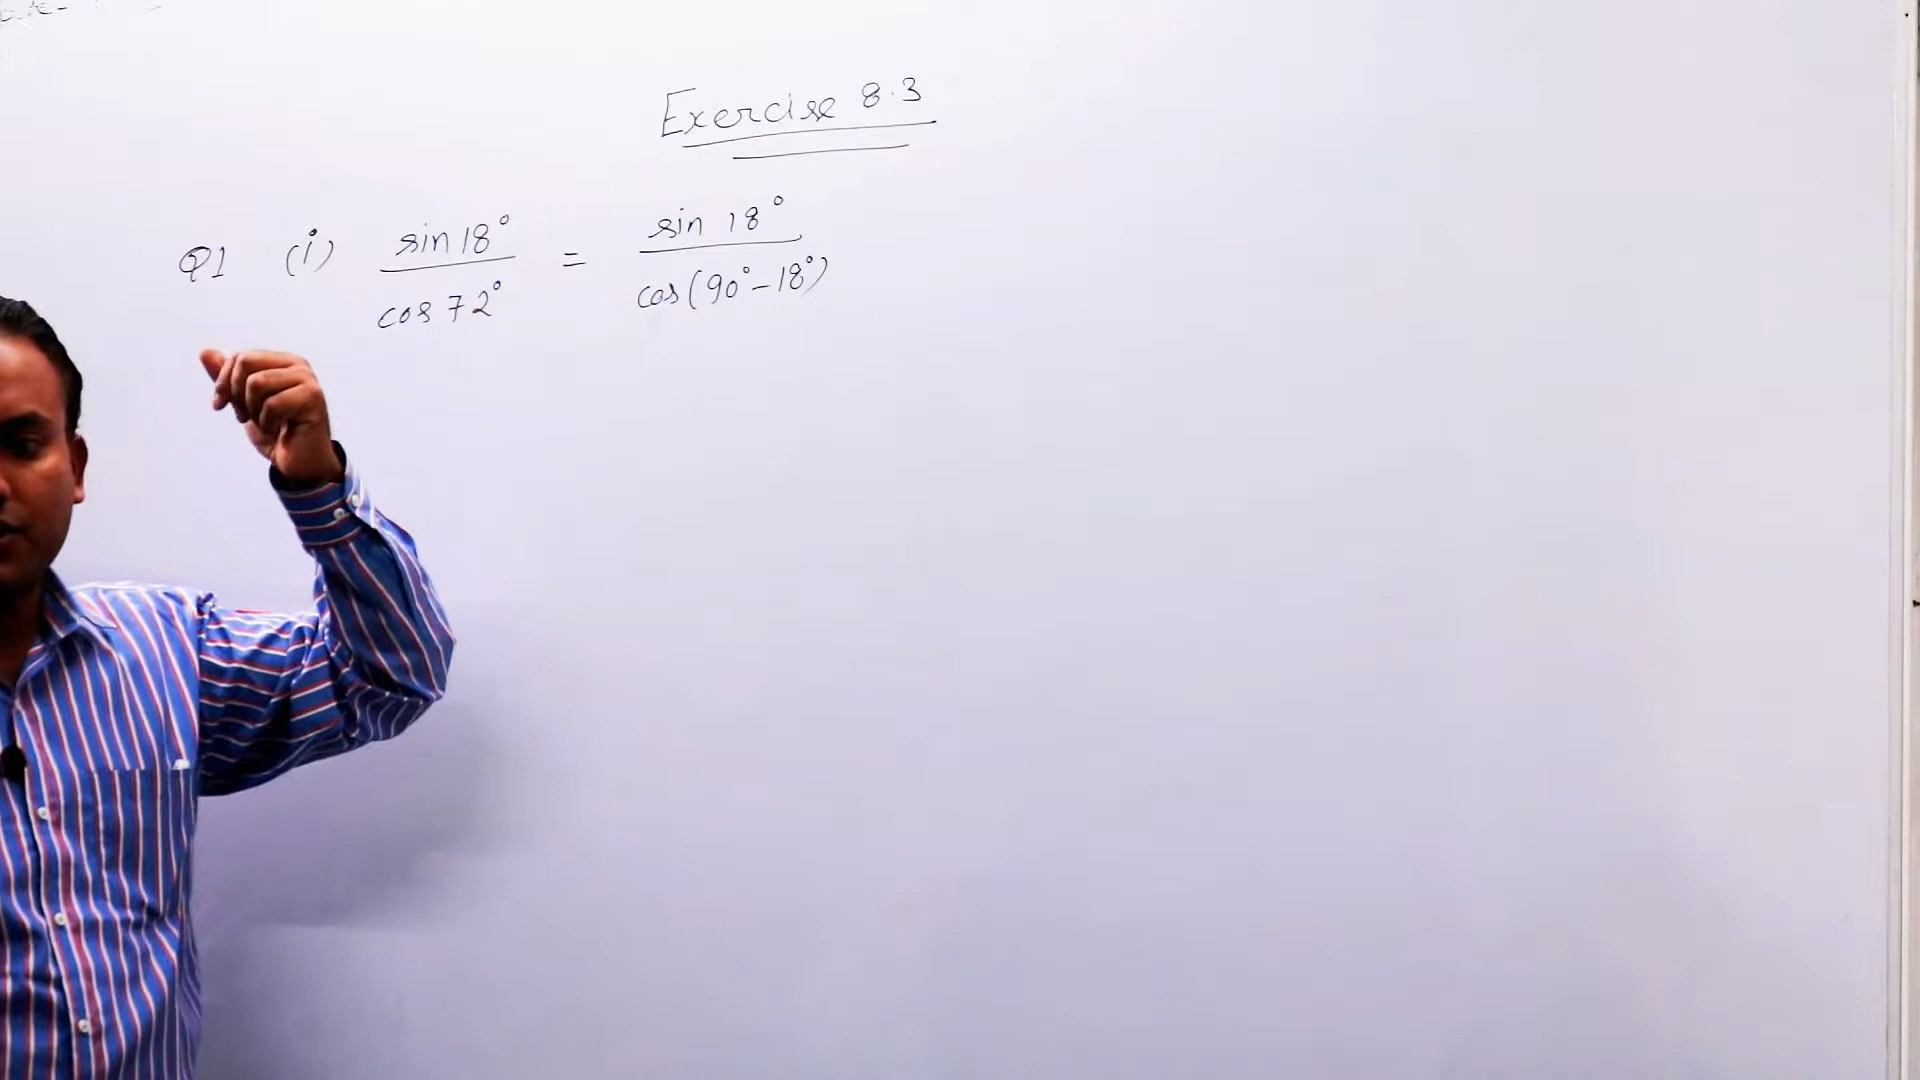 Exercise 8.3
Q1 (i) sin 18° / cos 72° = sin 18° / cos(90° - 18°)